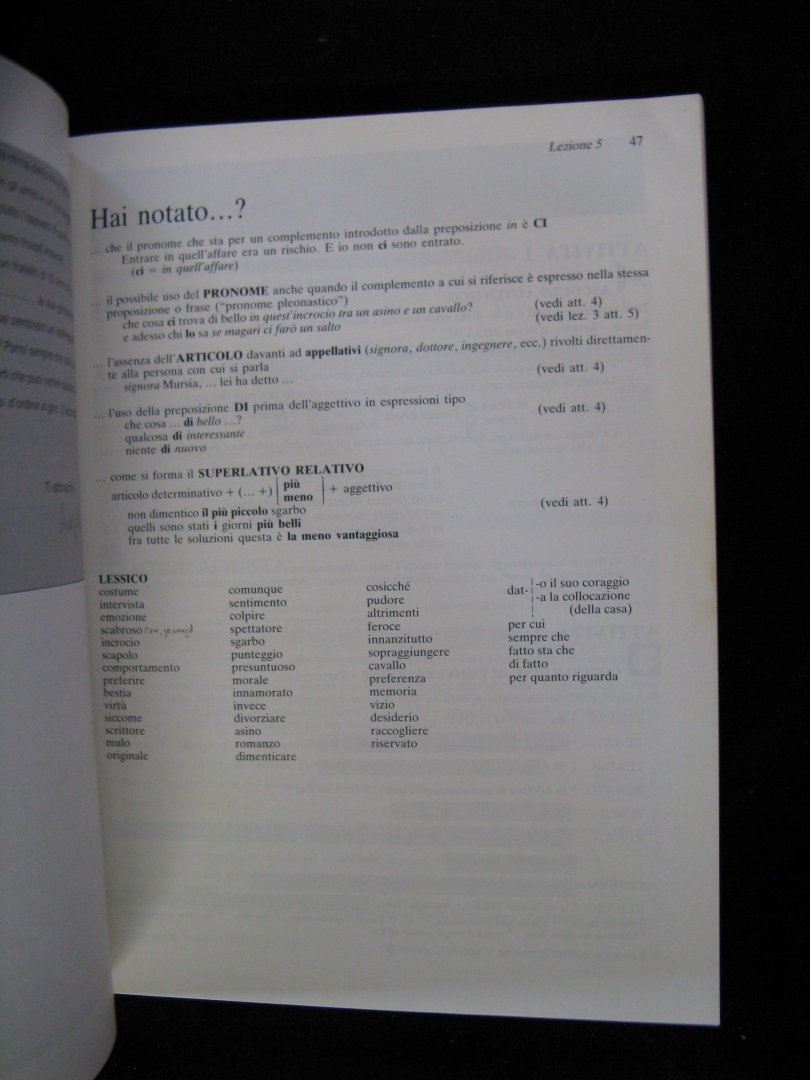 Lezione 5 47
Hai notato...?
... che il pronome che sta per un complemento introdotto dalla preposizione in è CI
Entrare in quell'affare era un rischio. E io non ci sono entrato.
(ci = in quell'affare)
... il possibile uso del PRONOME anche quando il complemento a cui si riferisce è espresso nella stessa
proposizione o frase ("pronome pleonastico") (vedi att. 4)
che cosa ci trova di bello in quest'incrocio tra un asino e un cavallo? (vedi lez. 3 att. 5)
e adesso chi lo sa se magari ci farò un salto
... l'assenza dell'ARTICOLO davanti ad appellativi (signora, dottore, ingegnere, ecc.) rivolti direttamen-
te alla persona con cui si parla (vedi att. 4)
signora Mursia, ... lei ha detto ...
... l'uso della preposizione DI prima dell'aggettivo in espressioni tipo (vedi att. 4)
che cosa ... di bello ...?
qualcosa di interessante
niente di nuovo
... come si forma il SUPERLATIVO RELATIVO
articolo determinativo + (... +) più + aggettivo
meno
non dimentico il più piccolo sgarbo (vedi att. 4)
quelli sono stati i giorni più belli
fra tutte le soluzioni questa è la meno vantaggiosa
LESSICO
costume
intervista
emozione
scabroso
incrocio
scapolo
comportamento
preferire
bestia
virtù
siccome
scrittore
mulo
originale
comunque
sentimento
colpire
spettatore
sgarbo
punteggio
presuntuoso
morale
innamorato
invece
divorziare
asino
romanzo
dimenticare
cosicché
pudore
altrimenti
feroce
innanzitutto
sopraggiungere
cavallo
preferenza
memoria
vizio
desiderio
raccogliere
riservato
dat- -o il suo coraggio
-a la collocazione
(della casa)
per cui
sempre che
fatto sta che
di fatto
per quanto riguarda